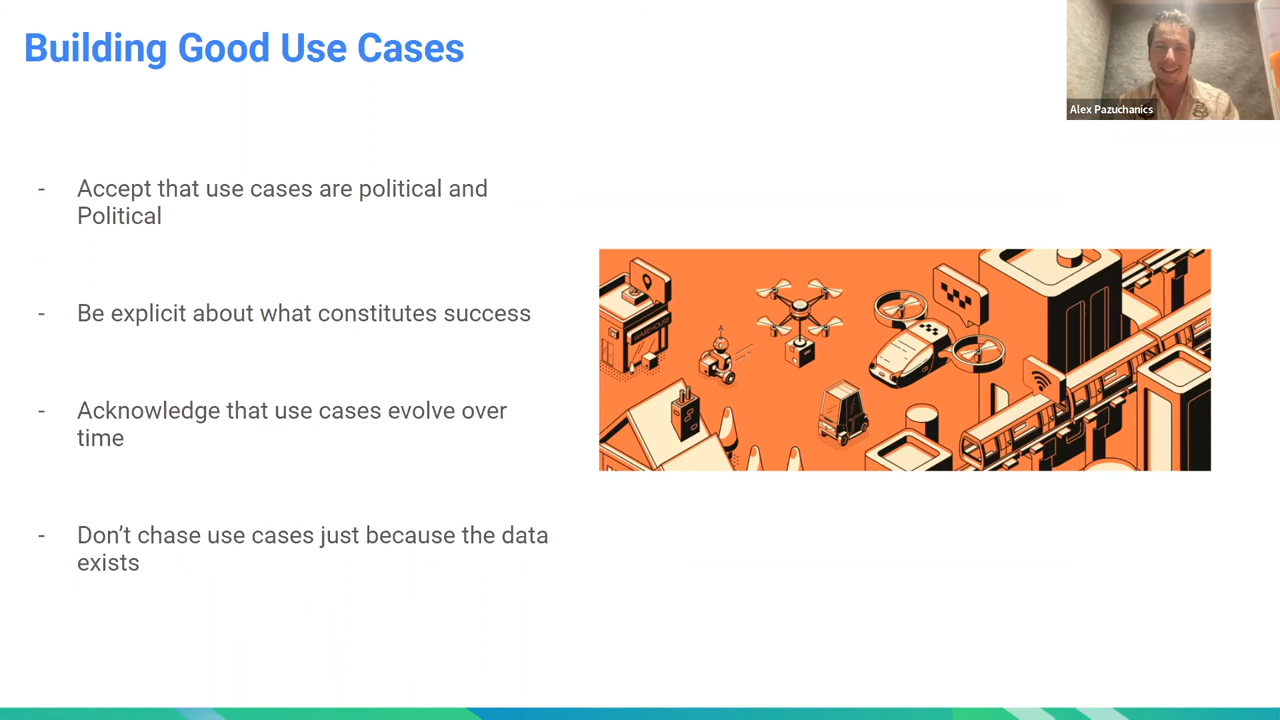 Building Good Use Cases
Alex Pazuchanics
- Accept that use cases are political and
Political
- Be explicit about what constitutes success
- Acknowledge that use cases evolve over
time
- Don’t chase use cases just because the data
exists
WAREHOUSE